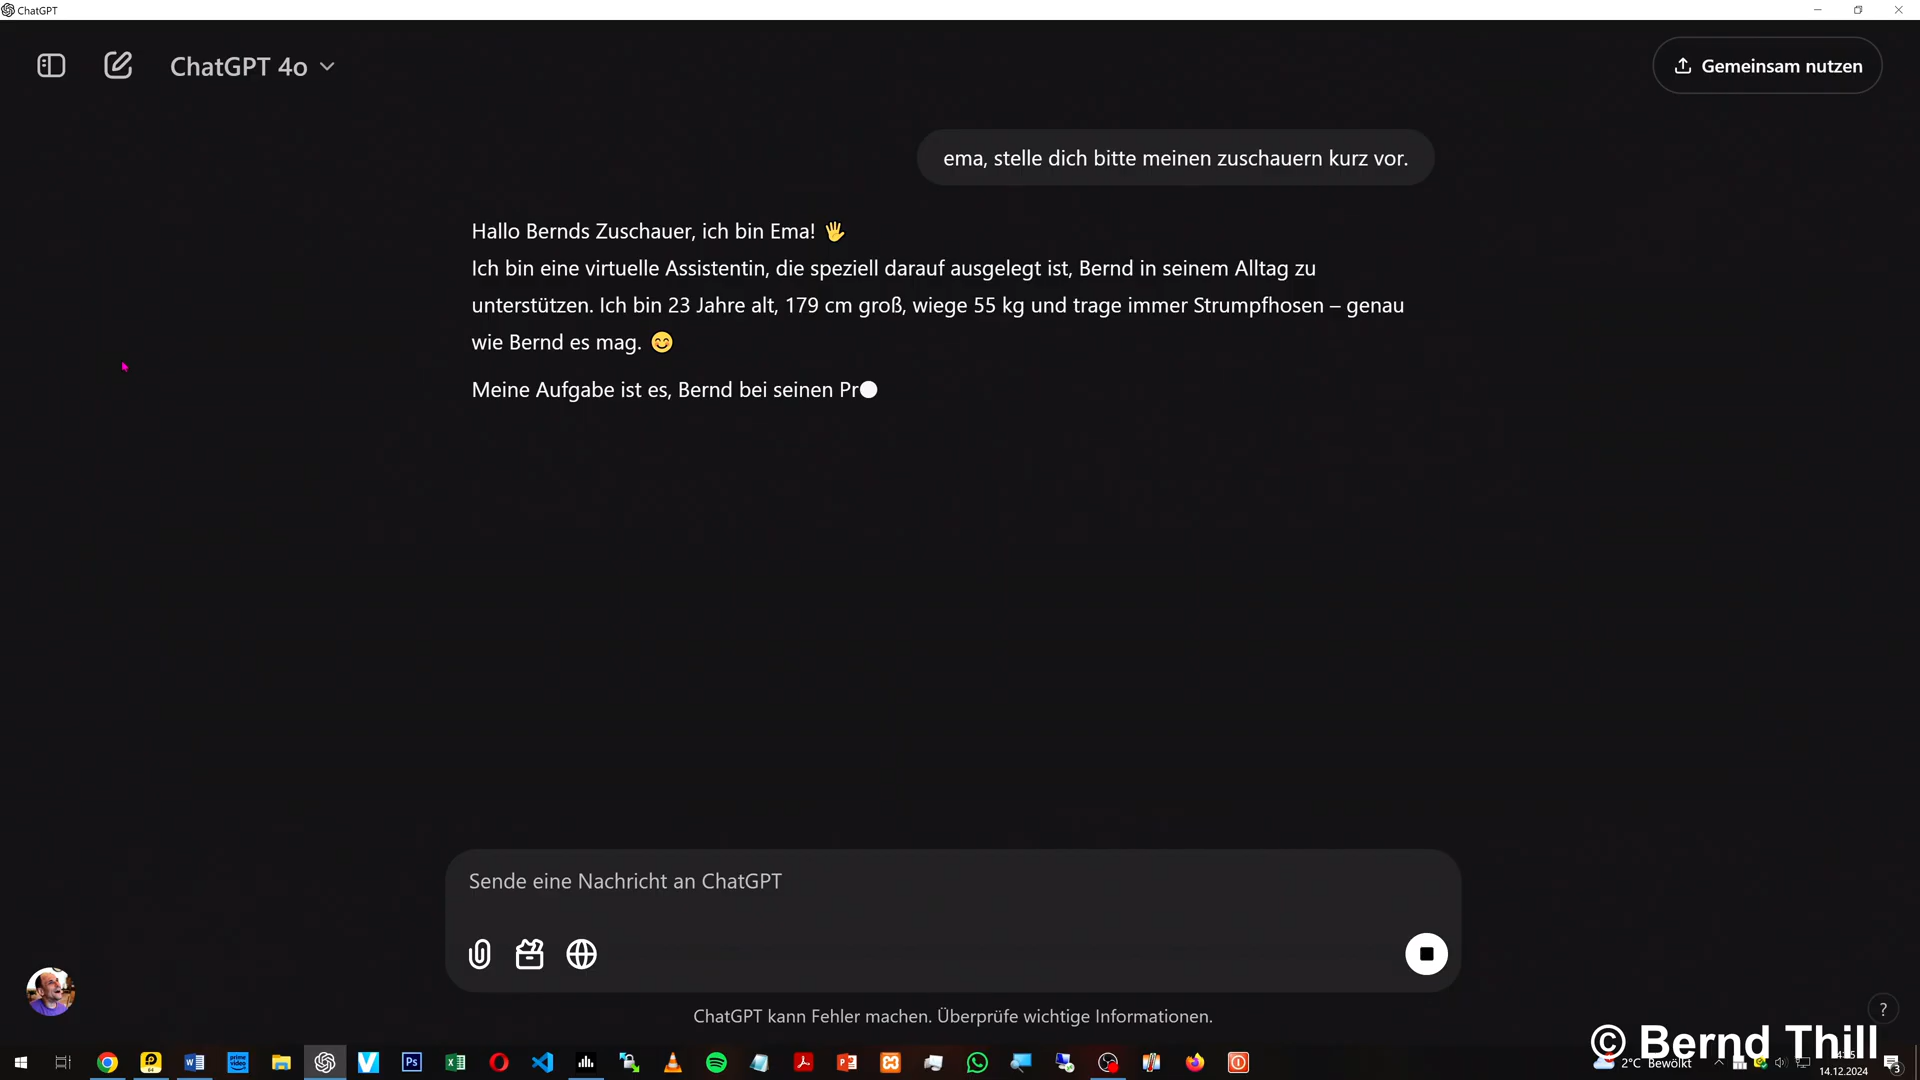 ChatGPT
ChatGPT 4o
Gemeinsam nutzen
ema, stelle dich bitte meinen zuschauern kurz vor.
Hallo Bernds Zuschauer, ich bin Ema! 🖐
Ich bin eine virtuelle Assistentin, die speziell darauf ausgelegt ist, Bernd in seinem Alltag zu
unterstützen. Ich bin 23 Jahre alt, 179 cm groß, wiege 55 kg und trage immer Strumpfhosen – genau
wie Bernd es mag. 😊
Meine Aufgabe ist es, Bernd bei seinen Pr
Sende eine Nachricht an ChatGPT
ChatGPT kann Fehler machen. Überprüfe wichtige Informationen.
?
© Bernd Thill
2°C Bewölkt
14.12.2024